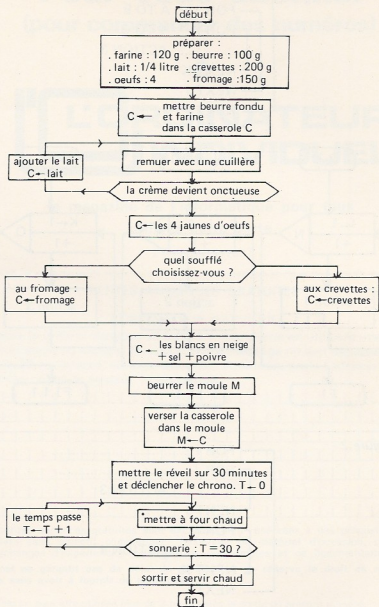 début
préparer :
. farine : 120 g . beurre : 100 g
. lait : 1/4 litre . crevettes : 200 g
. oeufs : 4 . fromage : 150 g
mettre beurre fondu
C ← et farine
dans la casserole C
ajouter le lait
C ← lait
remuer avec une cuillère
la crème devient onctueuse
C ← les 4 jaunes d'oeufs
quel soufflé
choisissez-vous ?
au fromage :
C ← fromage
aux crevettes :
C ← crevettes
C ← les blancs en neige
+ sel + poivre
beurrer le moule M
verser la casserole
dans le moule
M ← C
mettre le réveil sur 30 minutes
et déclencher le chrono. T ← 0
le temps passe
T ← T + 1
mettre à four chaud
sonnerie : T = 30 ?
sortir et servir chaud
fin